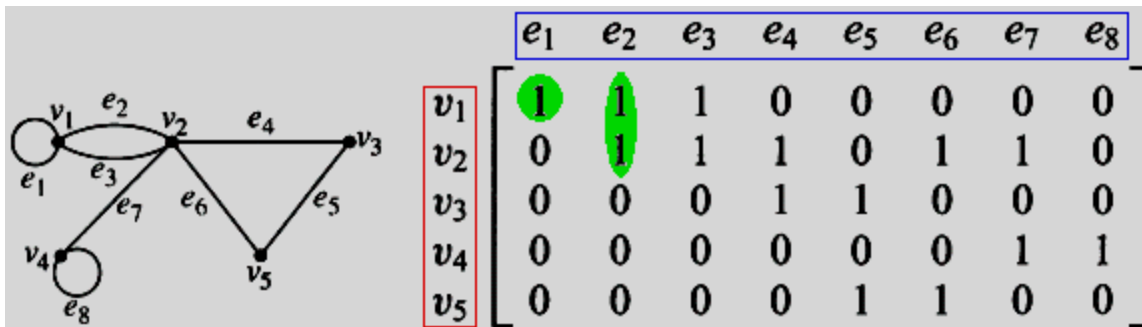 e₁ e₂ e₃ e₄ e₅ e₆ e₇ e₈
v₁ 1 1 1 0 0 0 0 0
v₂ 0 1 1 1 0 1 1 0
v₃ 0 0 0 1 1 0 0 0
v₄ 0 0 0 0 0 0 1 1
v₅ 0 0 0 0 1 1 0 0
v₁ e₂ v₂ e₄ v₃
e₁ e₃
e₇ e₆ e₅
v₄ v₅
e₈